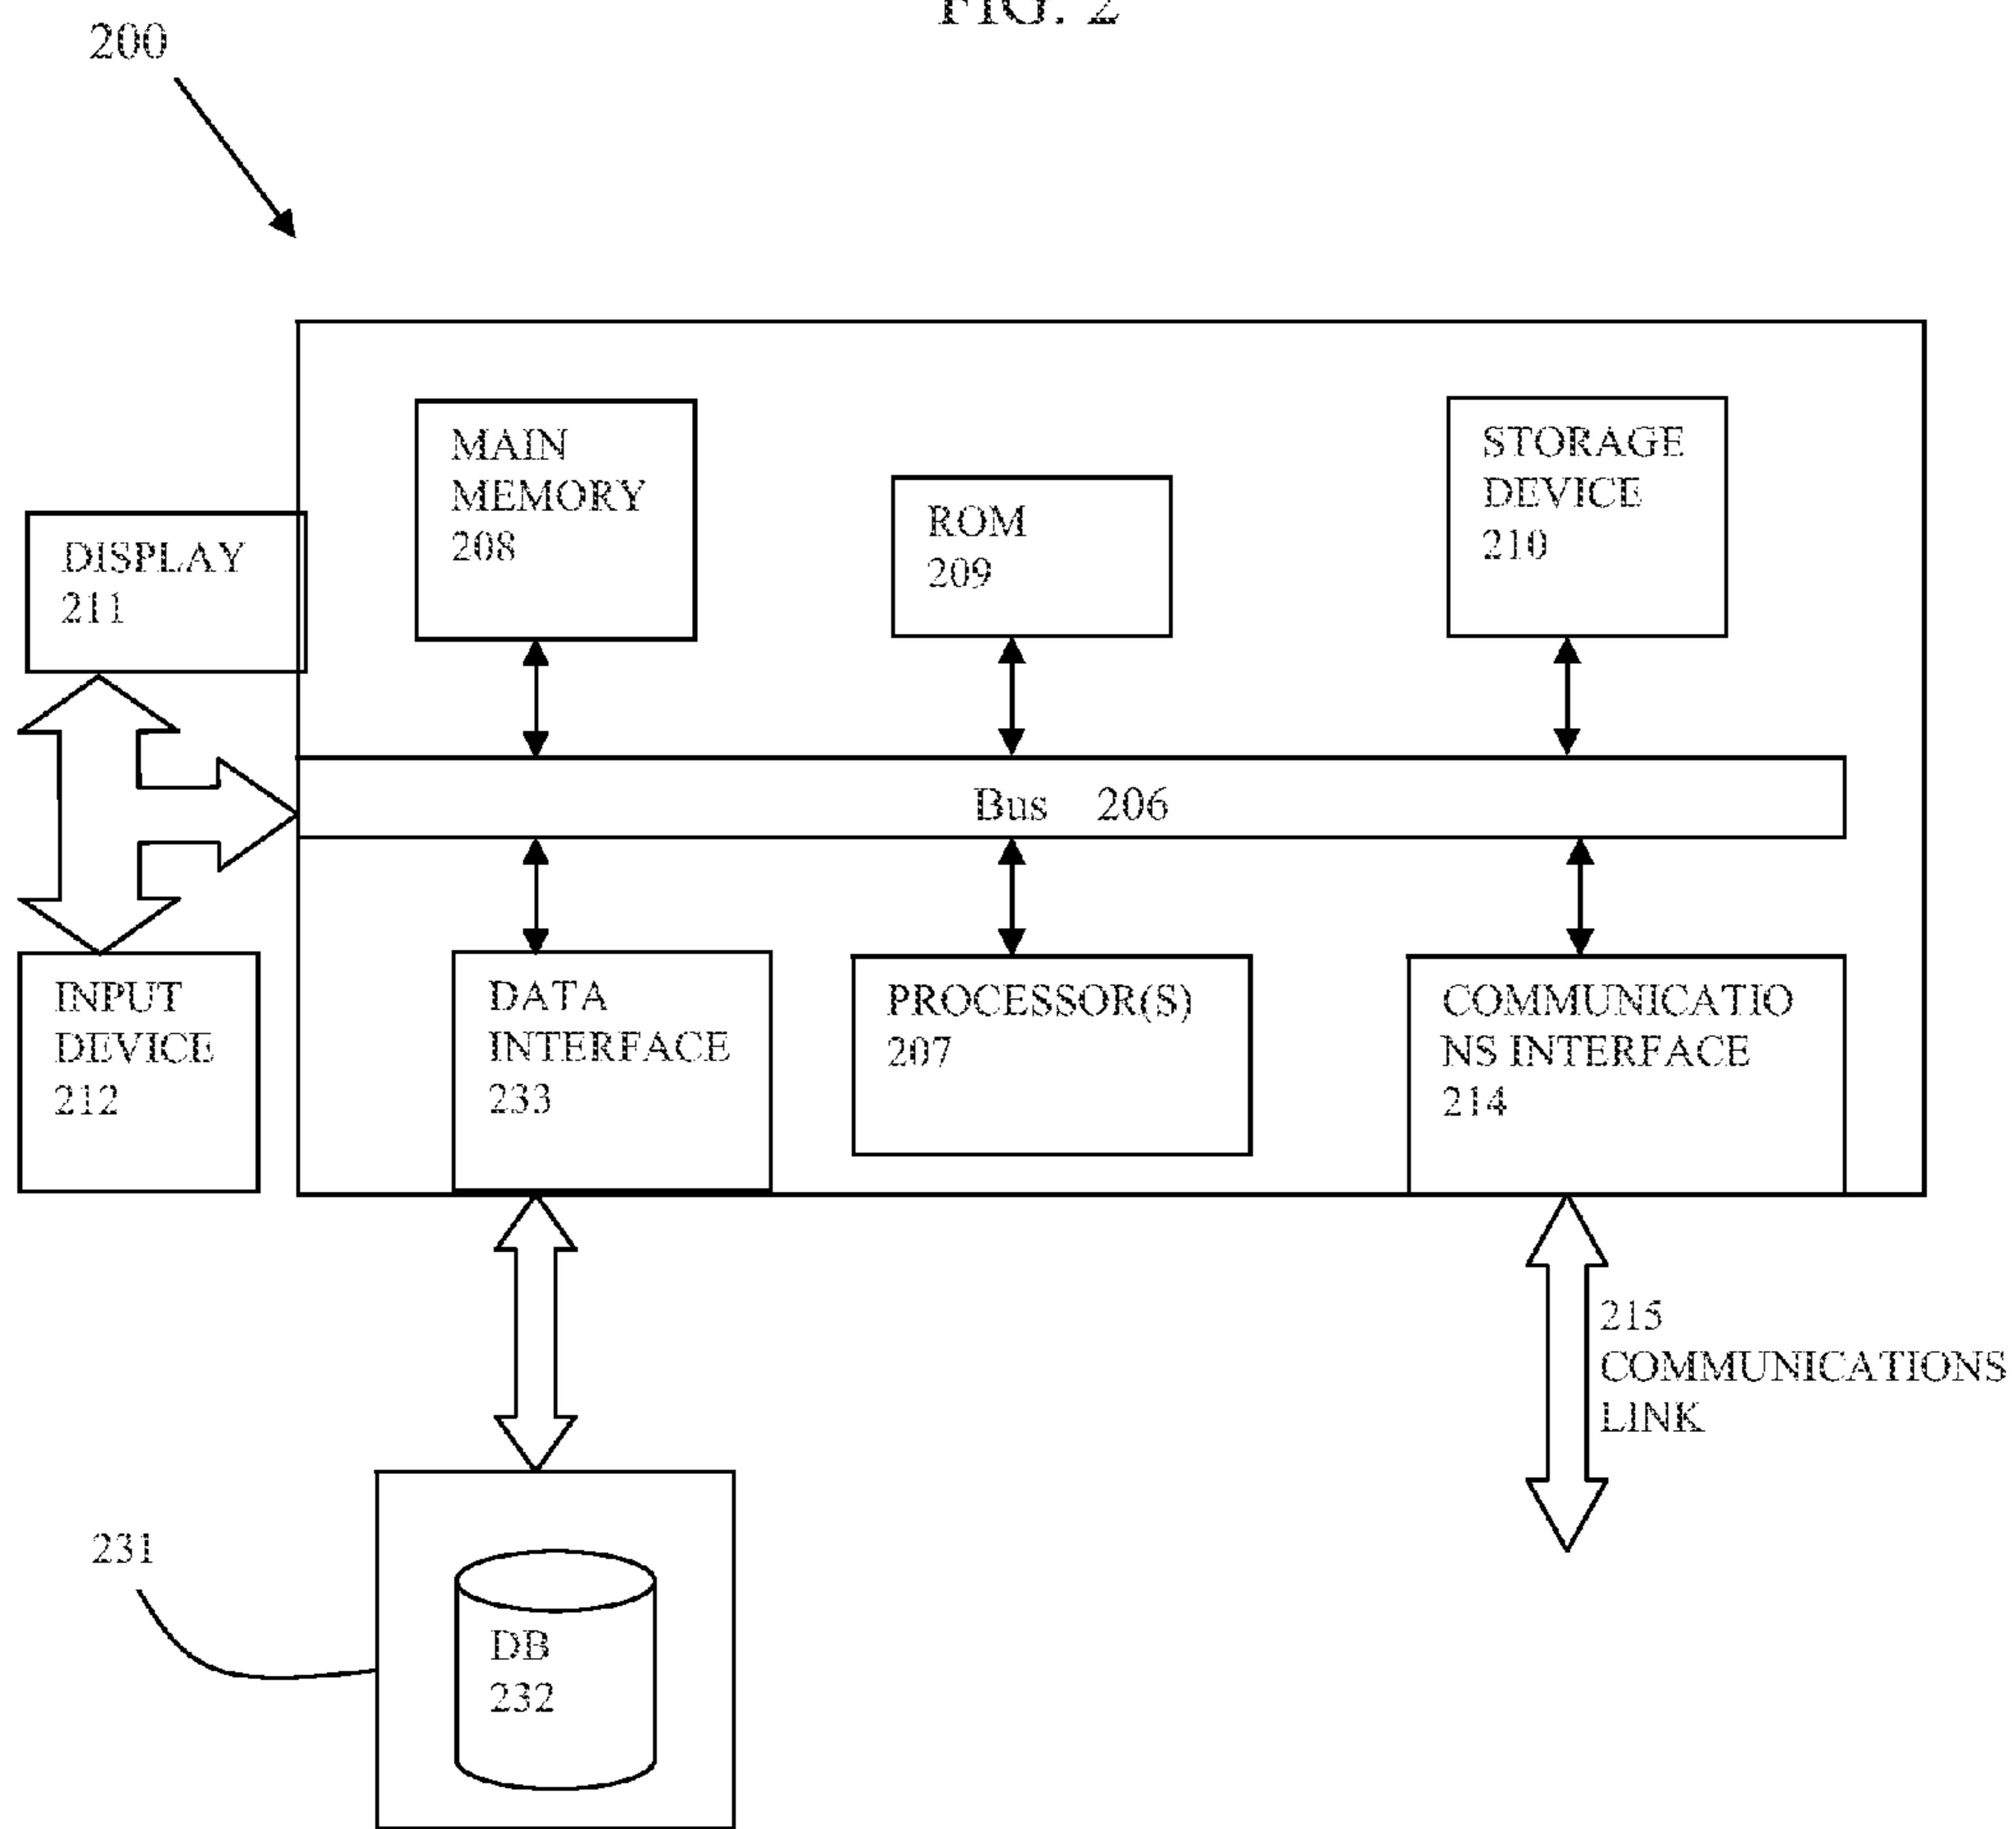 FIG. 2
200
MAIN
MEMORY
208
ROM
209
STORAGE
DEVICE
210
DISPLAY
211
Bus 206
INPUT
DEVICE
212
DATA
INTERFACE
233
PROCESSOR(S)
207
COMMUNICATIO
NS INTERFACE
214
215
COMMUNICATIONS
LINK
231
DB
232